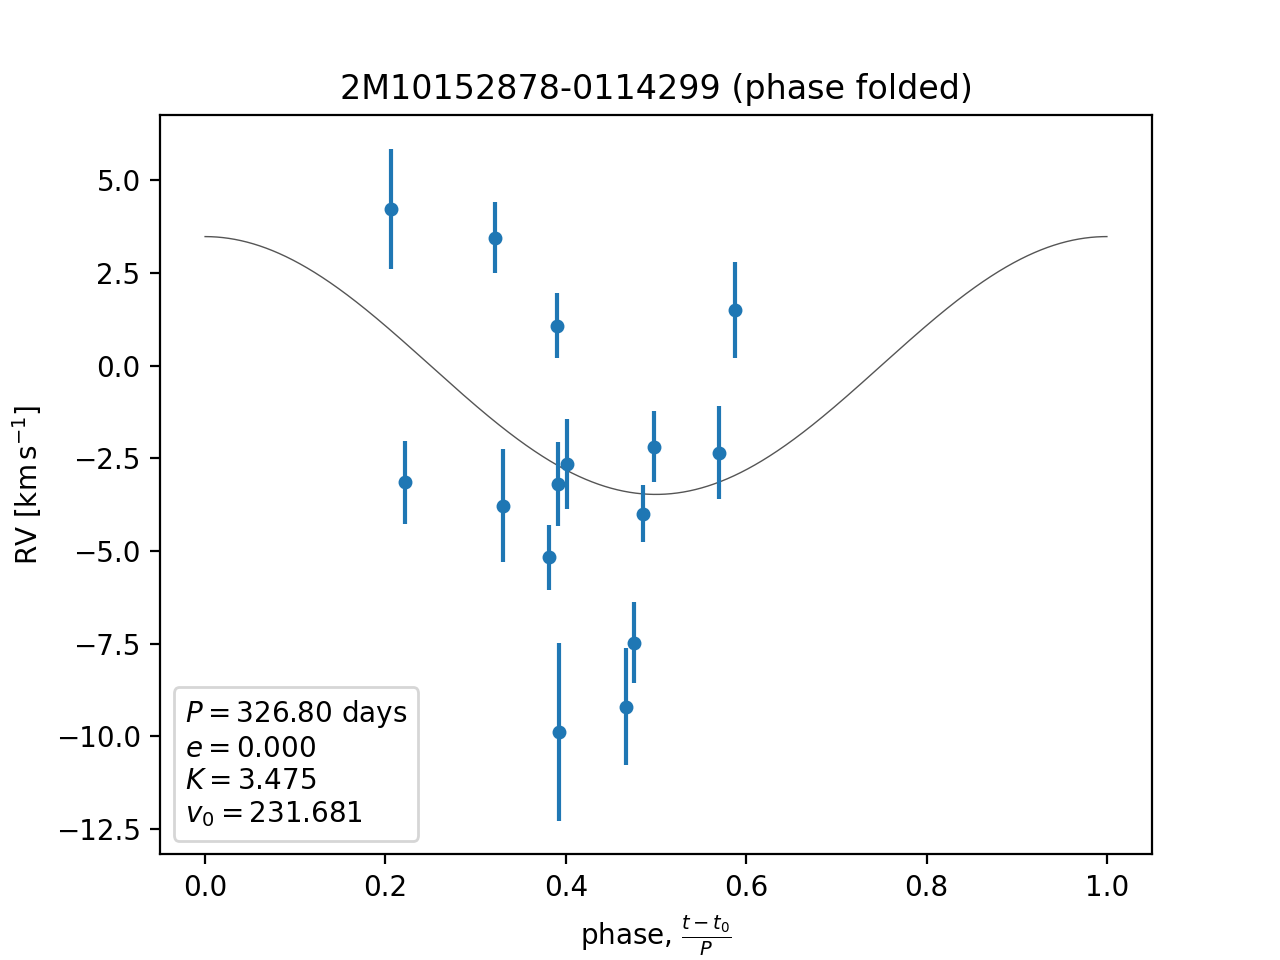 2M10152878-0114299 (phase folded)
5.0
2.5
0.0
−2.5
−5.0
−7.5
−10.0
−12.5
RV [km s⁻¹]
P = 326.80 days
e = 0.000
K = 3.475
v₀ = 231.681
0.0 0.2 0.4 0.6 0.8 1.0
phase, (t − t₀)/P